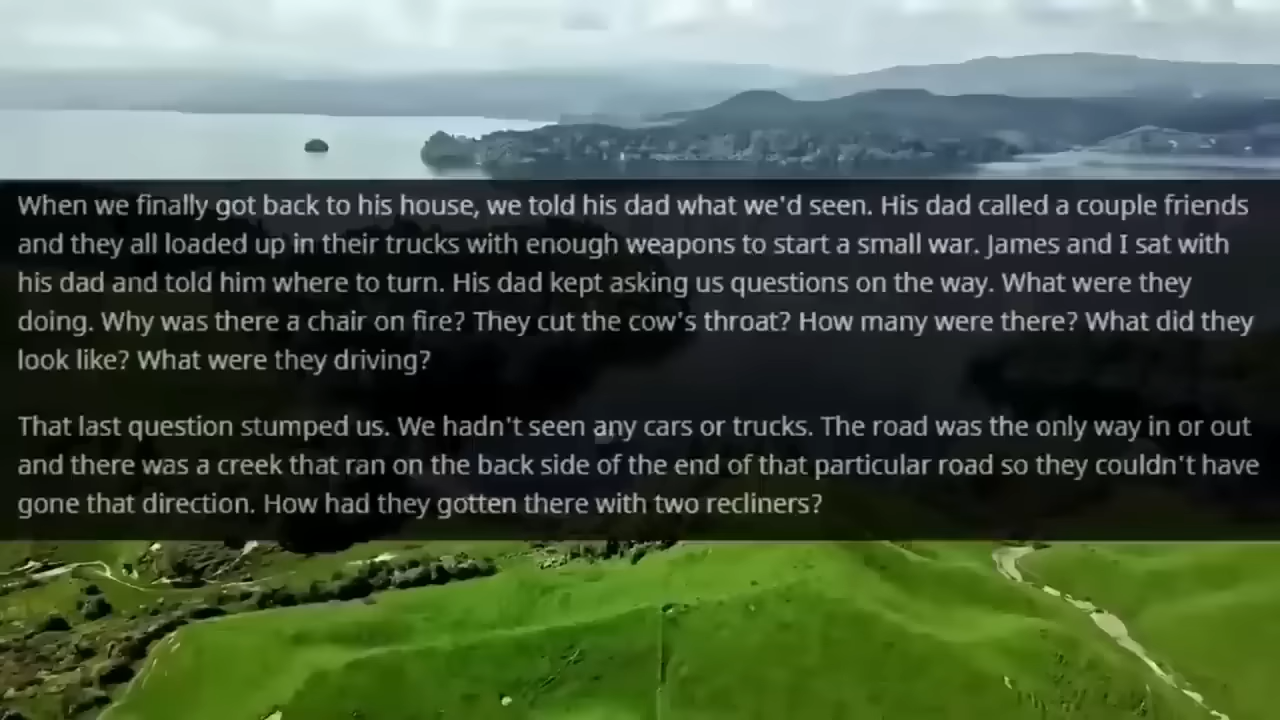 When we finally got back to his house, we told his dad what we'd seen. His dad called a couple friends
and they all loaded up in their trucks with enough weapons to start a small war. James and I sat with
his dad and told him where to turn. His dad kept asking us questions on the way. What were they
doing. Why was there a chair on fire? They cut the cow's throat? How many were there? What did they
look like? What were they driving?
That last question stumped us. We hadn't seen any cars or trucks. The road was the only way in or out
and there was a creek that ran on the back side of the end of that particular road so they couldn't have
gone that direction. How had they gotten there with two recliners?